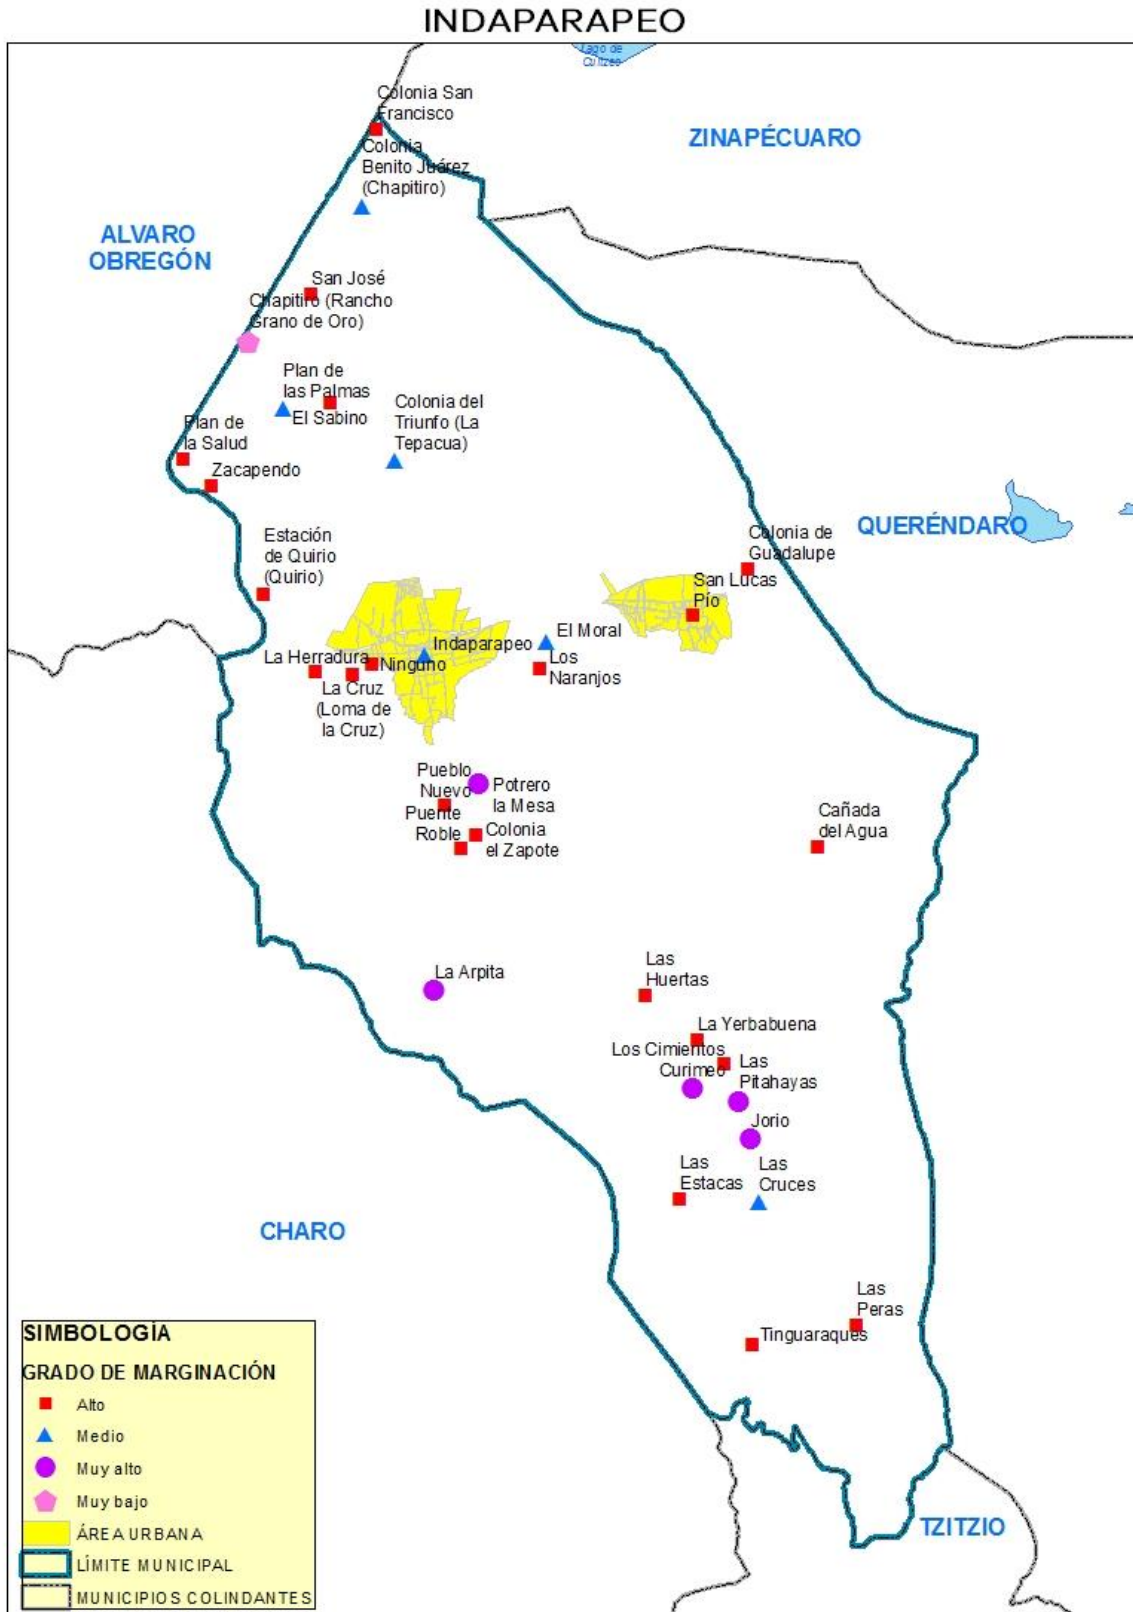 INDAPARAPEO
Lago de
Cuitzeo
Colonia San
Francisco
ZINAPÉCUARO
Colonia
Benito Juárez
(Chapitiro)
ALVARO
OBREGÓN
San José
Chapitiro (Rancho
Grano de Oro)
Plan de
las Palmas
El Sabino
Colonia del
Triunfo (La
Tepacua)
Plan de
la Salud
Zacapendo
QUERÉNDARO
Estación
de Quirio
(Quirio)
Colonia de
Guadalupe
San Lucas
Pío
El Moral
Indaparapeo
La Herradura
Ninguno
Los
Naranjos
La Cruz
(Loma de
la Cruz)
Pueblo
Nuevo
Potrero
la Mesa
Puente
Roble
Colonia
el Zapote
Cañada
del Agua
La Arpita
Las
Huertas
La Yerbabuena
Los Cimientos
Curimeo
Las
Pitahayas
Jorio
Las
Estacas
Las
Cruces
CHARO
Las
Peras
Tinguaraques
TZITZIO
SIMBOLOGÍA
GRADO DE MARGINACIÓN
Alto
Medio
Muy alto
Muy bajo
ÁREA URBANA
LÍMITE MUNICIPAL
MUNICIPIOS COLINDANTES